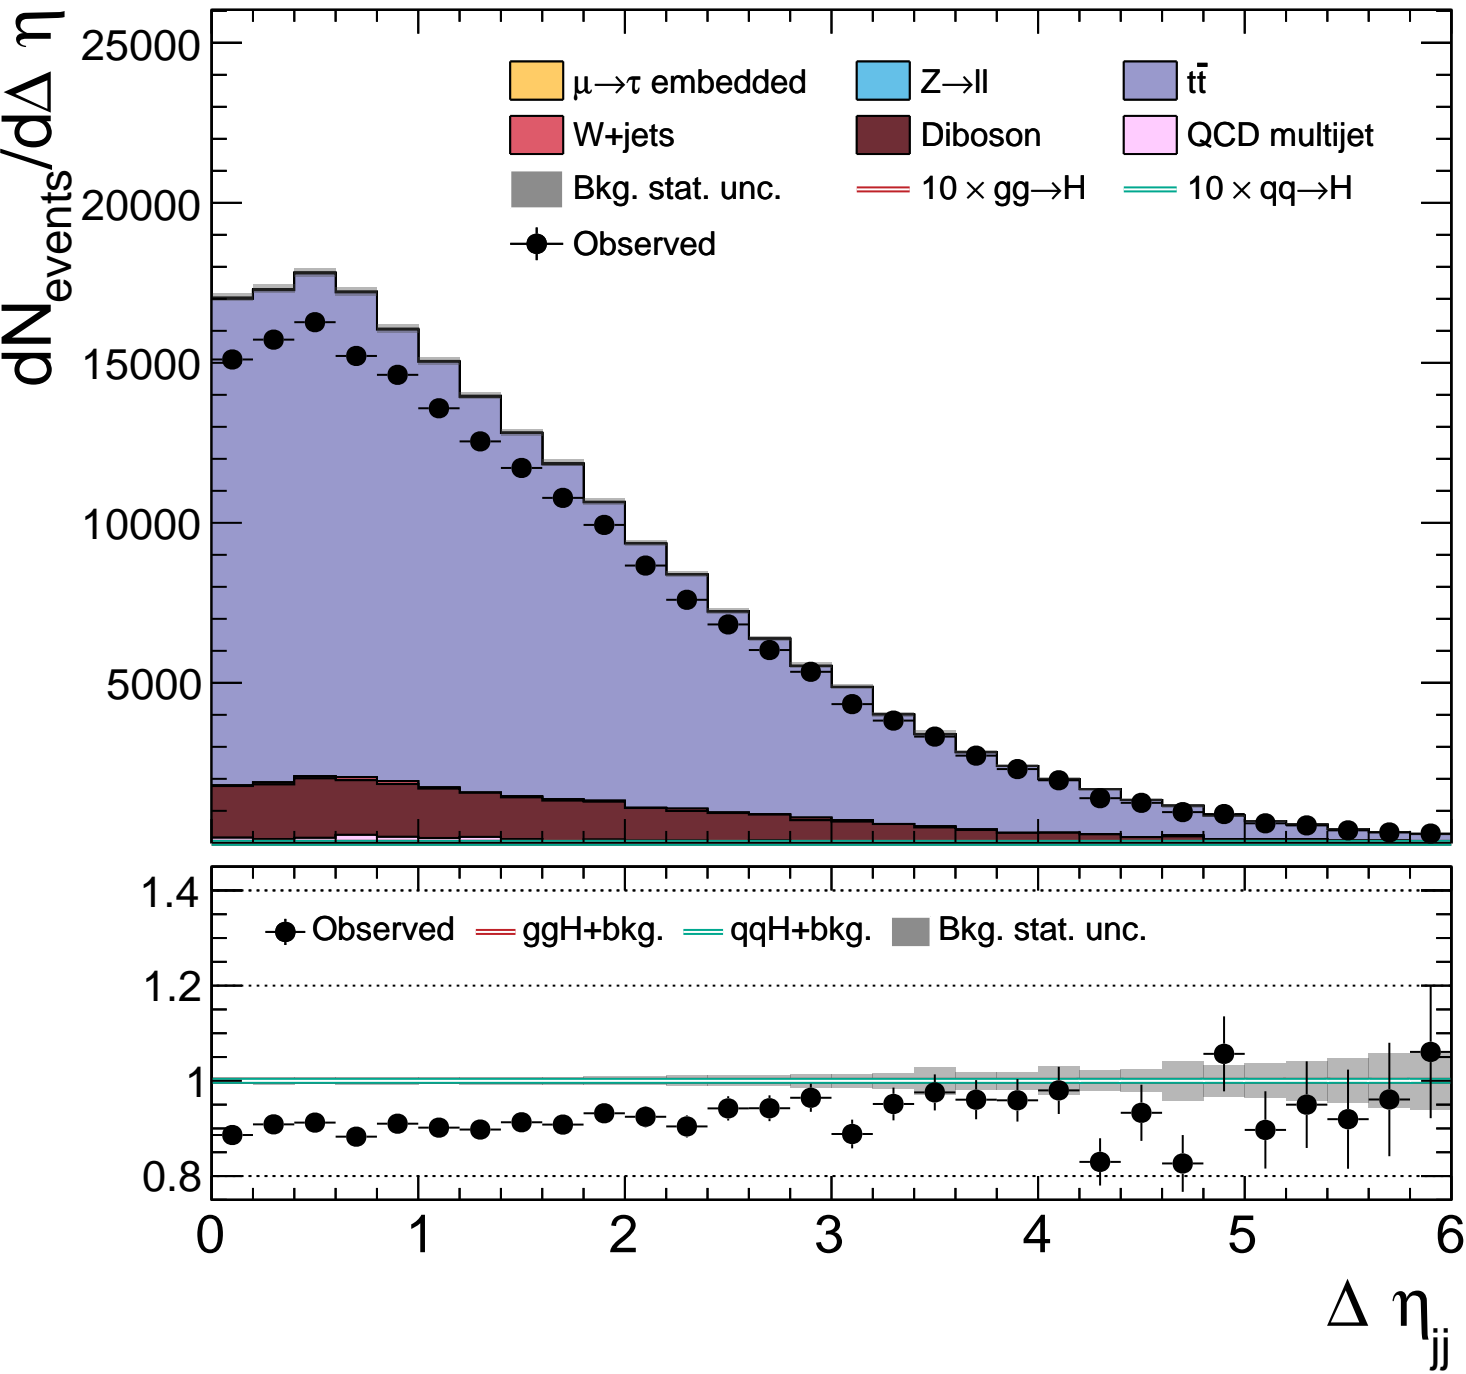 dN_events/dΔ η
25000
20000
15000
10000
5000
μ→τ embedded Z→ll tt̄
W+jets Diboson QCD multijet
Bkg. stat. unc. 10 × gg→H 10 × qq→H
Observed
1.4
1.2
1
0.8
Observed ggH+bkg. qqH+bkg. Bkg. stat. unc.
0 1 2 3 4 5 6
Δ η_jj